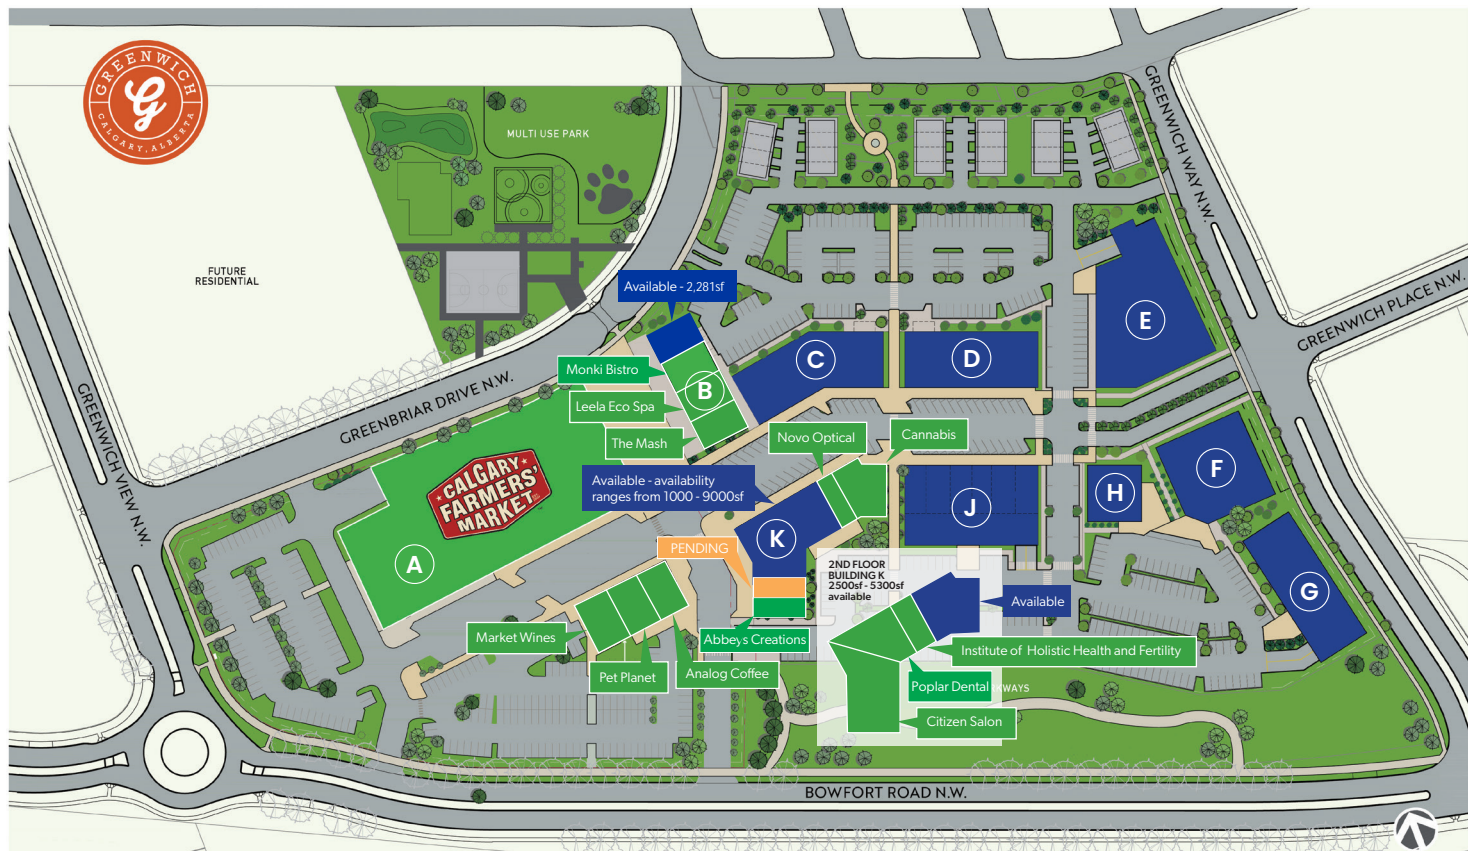 GREENWICH
G
CALGARY, ALBERTA
MULTI USE PARK
FUTURE
RESIDENTIAL
GREENWICH WAY N.W.
GREENWICH PLACE N.W.
GREENWICH VIEW N.W.
GREENBRIAR DRIVE N.W.
Available - 2,281sf
Monki Bistro
Leela Eco Spa
The Mash
B
C
D
E
Novo Optical
Cannabis
Available - availability
ranges from 1000 - 9000sf
CALGARY
FARMERS'
MARKET
A
K
J
H
F
G
PENDING
Abbeys Creations
Market Wines
Pet Planet
Analog Coffee
2ND FLOOR
BUILDING K
2500sf - 5300sf
available
Available
Institute of Holistic Health and Fertility
Poplar Dental
Citizen Salon
BOWFORT ROAD N.W.